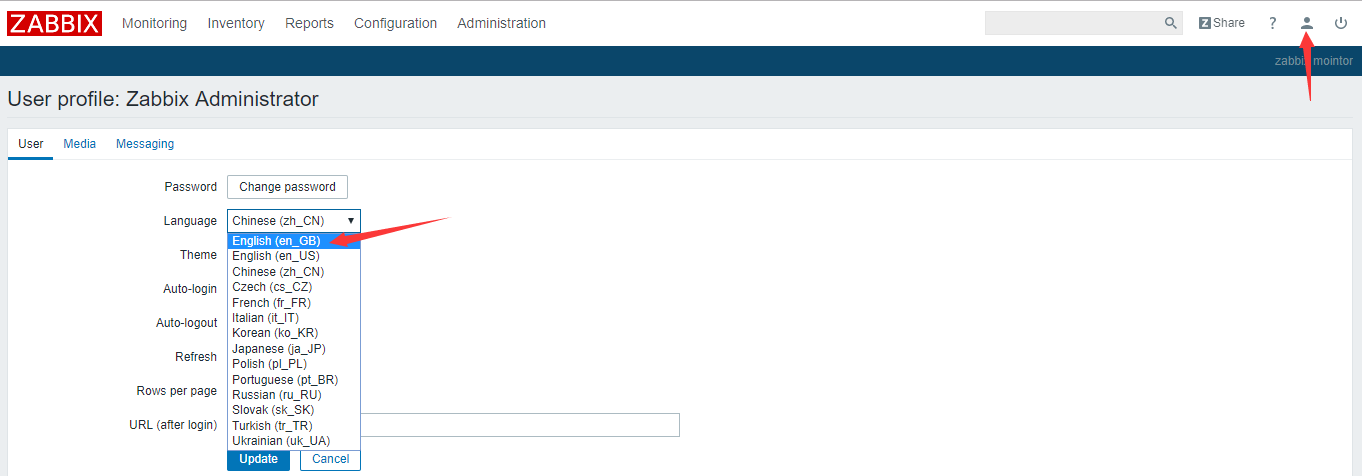 ZABBIX Monitoring Inventory Reports Configuration Administration Z Share ?
zabbix mointor
User profile: Zabbix Administrator
User Media Messaging
Password Change password
Language Chinese (zh_CN)
English (en_GB)
Theme English (en_US)
Chinese (zh_CN)
Auto-login Czech (cs_CZ)
French (fr_FR)
Auto-logout Italian (it_IT)
Korean (ko_KR)
Refresh Japanese (ja_JP)
Polish (pl_PL)
Rows per page Portuguese (pt_BR)
Russian (ru_RU)
Slovak (sk_SK)
URL (after login) Turkish (tr_TR)
Ukrainian (uk_UA)
Update Cancel